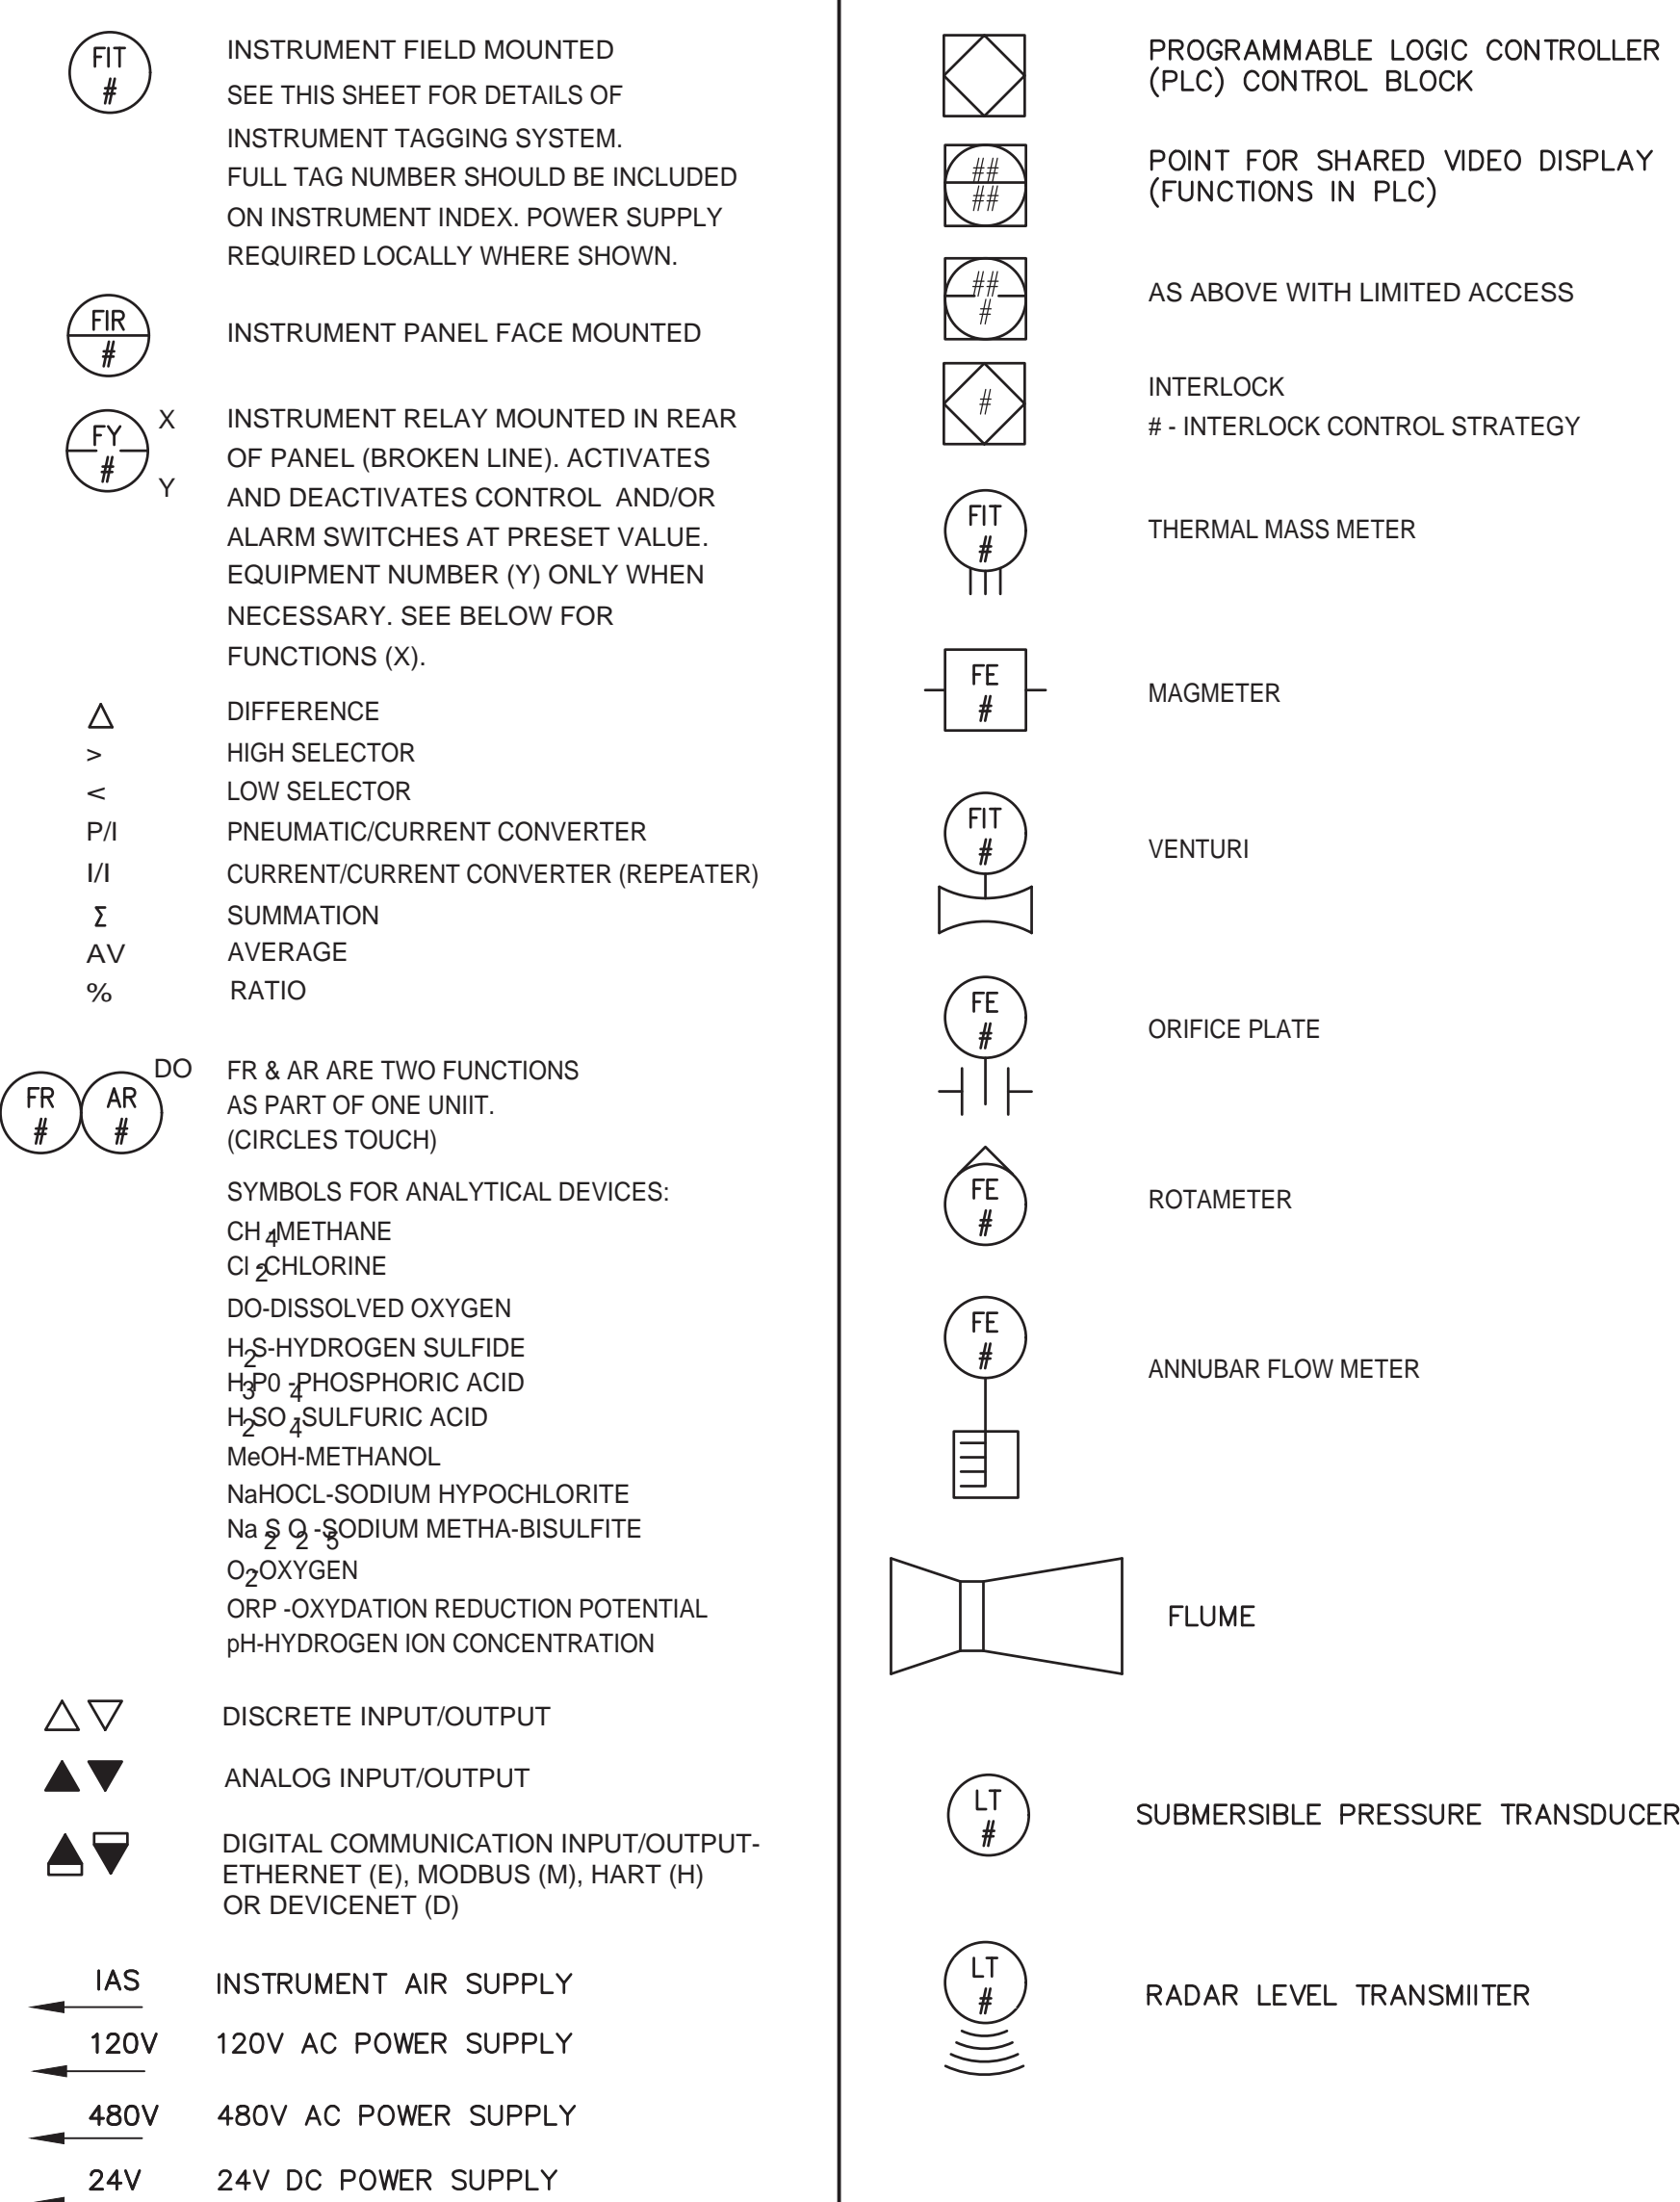 FIT
#
INSTRUMENT FIELD MOUNTED
SEE THIS SHEET FOR DETAILS OF
INSTRUMENT TAGGING SYSTEM.
FULL TAG NUMBER SHOULD BE INCLUDED
ON INSTRUMENT INDEX. POWER SUPPLY
REQUIRED LOCALLY WHERE SHOWN.
FIR
#
INSTRUMENT PANEL FACE MOUNTED
FY
#
X
Y
INSTRUMENT RELAY MOUNTED IN REAR
OF PANEL (BROKEN LINE). ACTIVATES
AND DEACTIVATES CONTROL AND/OR
ALARM SWITCHES AT PRESET VALUE.
EQUIPMENT NUMBER (Y) ONLY WHEN
NECESSARY. SEE BELOW FOR
FUNCTIONS (X).
Δ DIFFERENCE
> HIGH SELECTOR
< LOW SELECTOR
P/I PNEUMATIC/CURRENT CONVERTER
I/I CURRENT/CURRENT CONVERTER (REPEATER)
Σ SUMMATION
AV AVERAGE
% RATIO
FR
#
AR
#
DO
FR & AR ARE TWO FUNCTIONS
AS PART OF ONE UNIIT.
(CIRCLES TOUCH)
SYMBOLS FOR ANALYTICAL DEVICES:
CH4-METHANE
Cl2-CHLORINE
DO-DISSOLVED OXYGEN
H2S-HYDROGEN SULFIDE
H3P04-PHOSPHORIC ACID
H2SO4-SULFURIC ACID
MeOH-METHANOL
NaHOCL-SODIUM HYPOCHLORITE
Na2S2O5-SODIUM METHA-BISULFITE
O2-OXYGEN
ORP -OXYDATION REDUCTION POTENTIAL
pH-HYDROGEN ION CONCENTRATION
DISCRETE INPUT/OUTPUT
ANALOG INPUT/OUTPUT
DIGITAL COMMUNICATION INPUT/OUTPUT-
ETHERNET (E), MODBUS (M), HART (H)
OR DEVICENET (D)
IAS INSTRUMENT AIR SUPPLY
120V 120V AC POWER SUPPLY
480V 480V AC POWER SUPPLY
24V 24V DC POWER SUPPLY
PROGRAMMABLE LOGIC CONTROLLER
(PLC) CONTROL BLOCK
##
##
POINT FOR SHARED VIDEO DISPLAY
(FUNCTIONS IN PLC)
##
#
AS ABOVE WITH LIMITED ACCESS
#
INTERLOCK
# - INTERLOCK CONTROL STRATEGY
FIT
#
THERMAL MASS METER
FE
#
MAGMETER
FIT
#
VENTURI
FE
#
ORIFICE PLATE
FE
#
ROTAMETER
FE
#
ANNUBAR FLOW METER
FLUME
LT
#
SUBMERSIBLE PRESSURE TRANSDUCER
LT
#
RADAR LEVEL TRANSMIITER